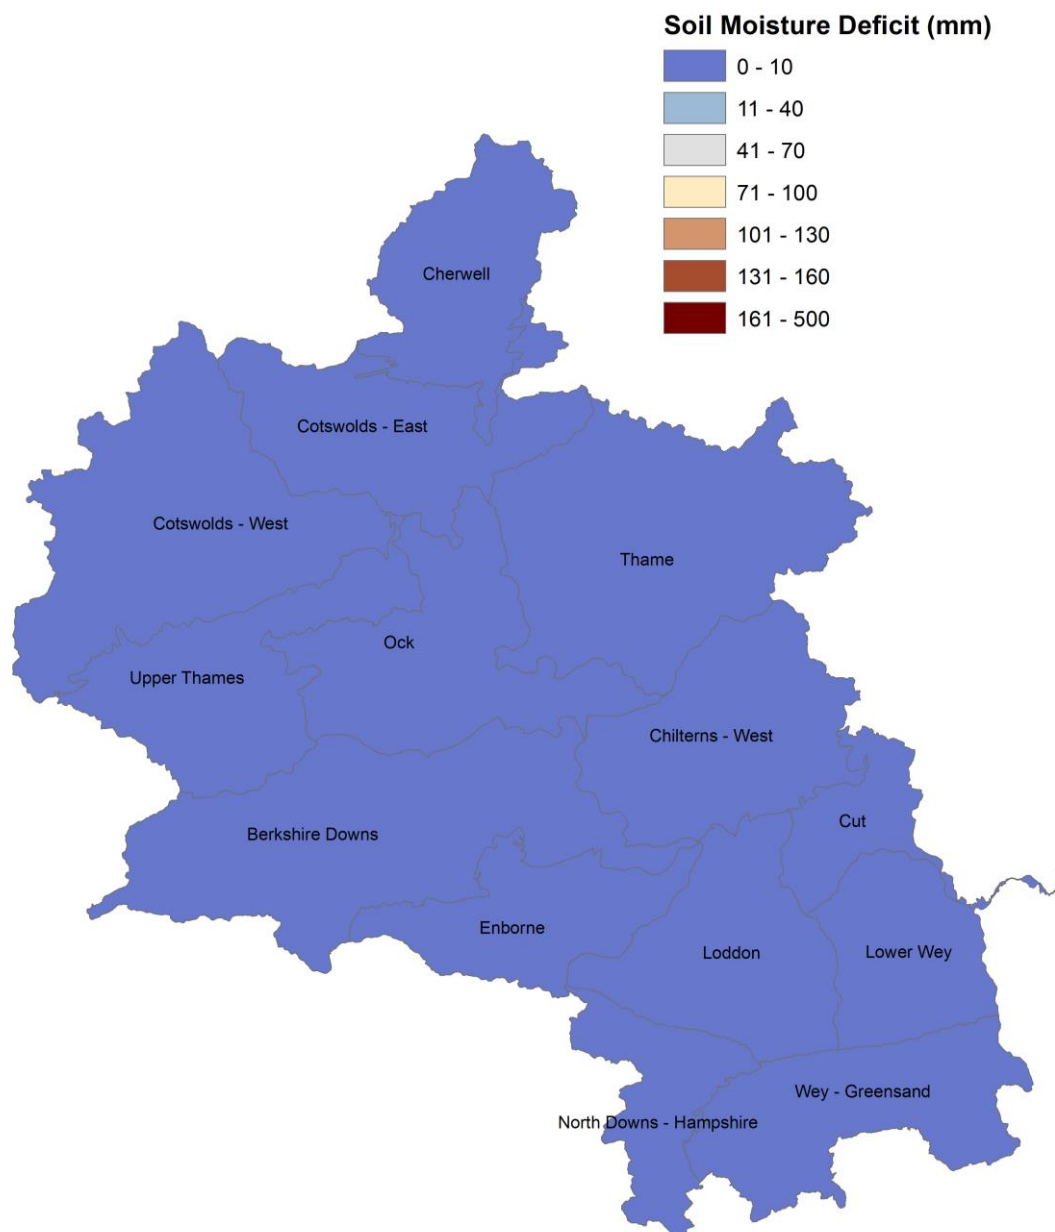 Soil Moisture Deficit (mm)
0 - 10
11 - 40
41 - 70
71 - 100
101 - 130
131 - 160
161 - 500
Cherwell
Cotswolds - East
Cotswolds - West
Thame
Ock
Upper Thames
Chilterns - West
Cut
Berkshire Downs
Enborne
Loddon
Lower Wey
Wey - Greensand
North Downs - Hampshire